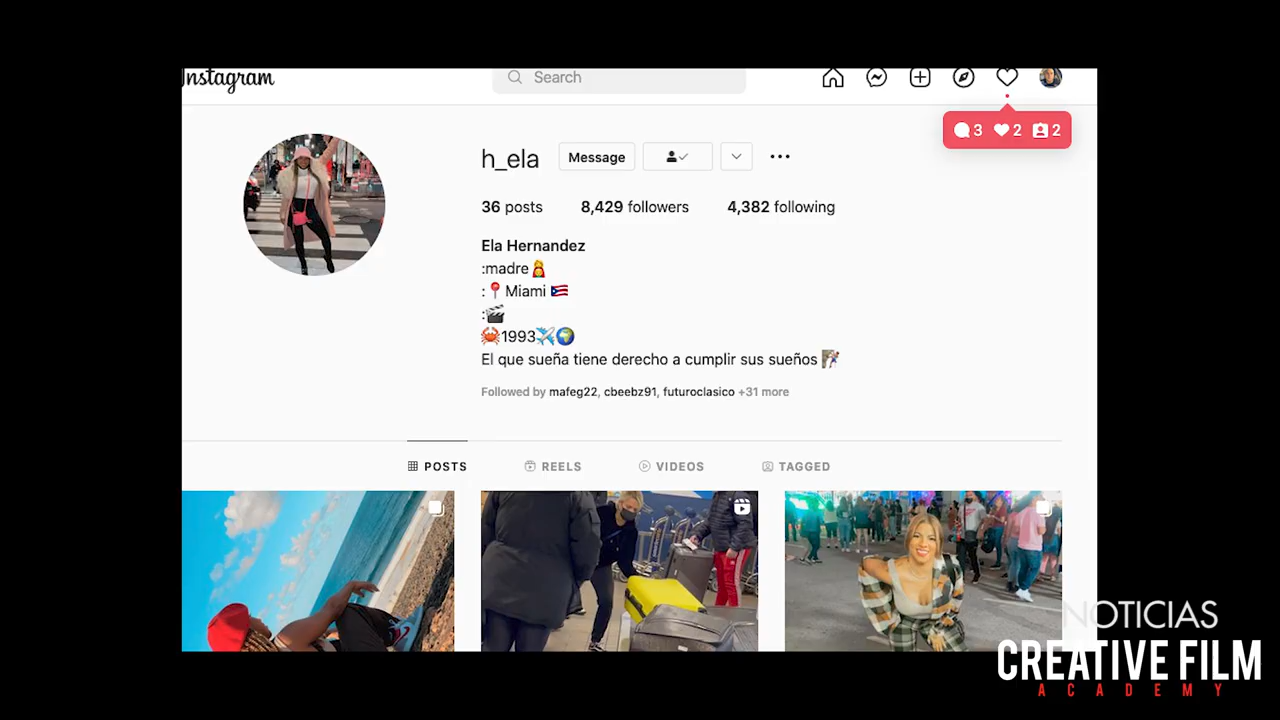 Instagram
Search
3 2 2
h_ela
Message
36 posts 8,429 followers 4,382 following
Ela Hernandez
:madre
:📍Miami 🇵🇷
:🎬
🦀1993✈️🌍
El que sueña tiene derecho a cumplir sus sueños
Followed by mafeg22, cbeebz91, futuroclasico +31 more
POSTS REELS VIDEOS TAGGED
NOTICIAS
CREATIVE FILM
ACADEMY